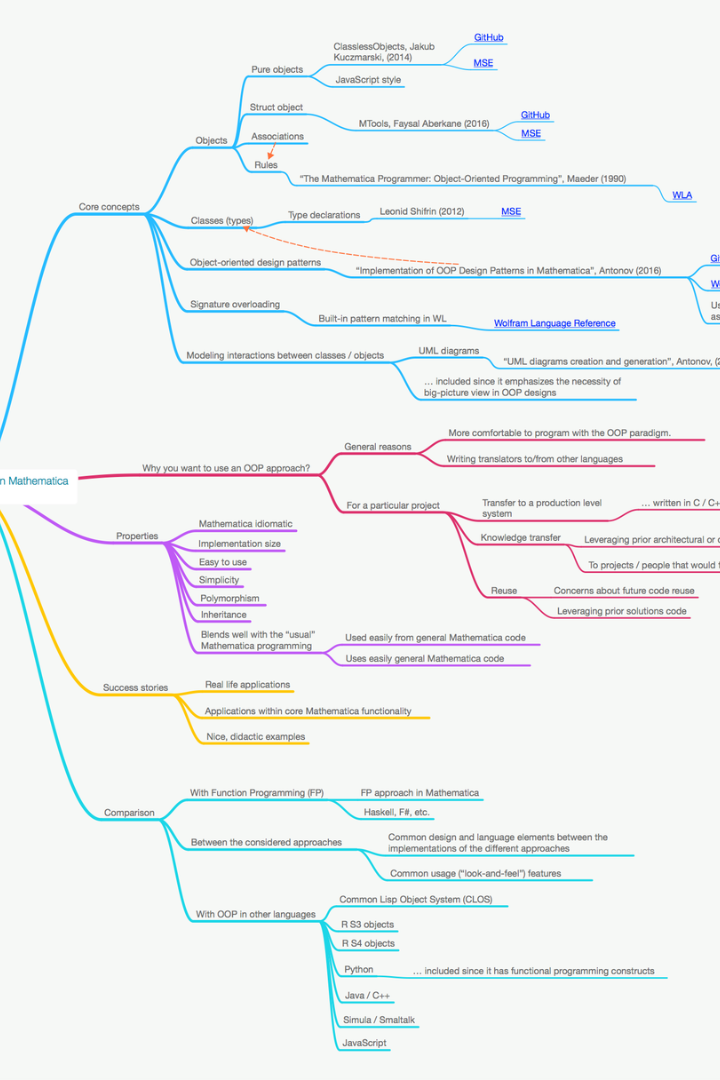 GitHub
ClasslessObjects, Jakub
Kuczmarski, (2014)
MSE
Pure objects
JavaScript style
Struct object
GitHub
MTools, Faysal Aberkane (2016)
MSE
Objects
Associations
Rules
“The Mathematica Programmer: Object-Oriented Programming”, Maeder (1990)
WLA
Core concepts
Classes (types)
Type declarations
Leonid Shifrin (2012)
MSE
Object-oriented design patterns
“Implementation of OOP Design Patterns in Mathematica”, Antonov (2016)
Signature overloading
Built-in pattern matching in WL
Wolfram Language Reference
Modeling interactions between classes / objects
UML diagrams
“UML diagrams creation and generation”, Antonov,
... included since it emphasizes the necessity of
big-picture view in OOP designs
n Mathematica
Why you want to use an OOP approach?
General reasons
More comfortable to program with the OOP paradigm.
Writing translators to/from other languages
For a particular project
Transfer to a production level
system
... written in C / C+
Knowledge transfer
Leveraging prior architectural or
To projects / people that would
Reuse
Concerns about future code reuse
Leveraging prior solutions code
Properties
Mathematica idiomatic
Implementation size
Easy to use
Simplicity
Polymorphism
Inheritance
Blends well with the “usual”
Mathematica programming
Used easily from general Mathematica code
Uses easily general Mathematica code
Success stories
Real life applications
Applications within core Mathematica functionality
Nice, didactic examples
Comparison
With Function Programming (FP)
FP approach in Mathematica
Haskell, F#, etc.
Between the considered approaches
Common design and language elements between the
implementations of the different approaches
Common usage (“look-and-feel”) features
With OOP in other languages
Common Lisp Object System (CLOS)
R S3 objects
R S4 objects
Python
... included since it has functional programming constructs
Java / C++
Simula / Smaltalk
JavaScript